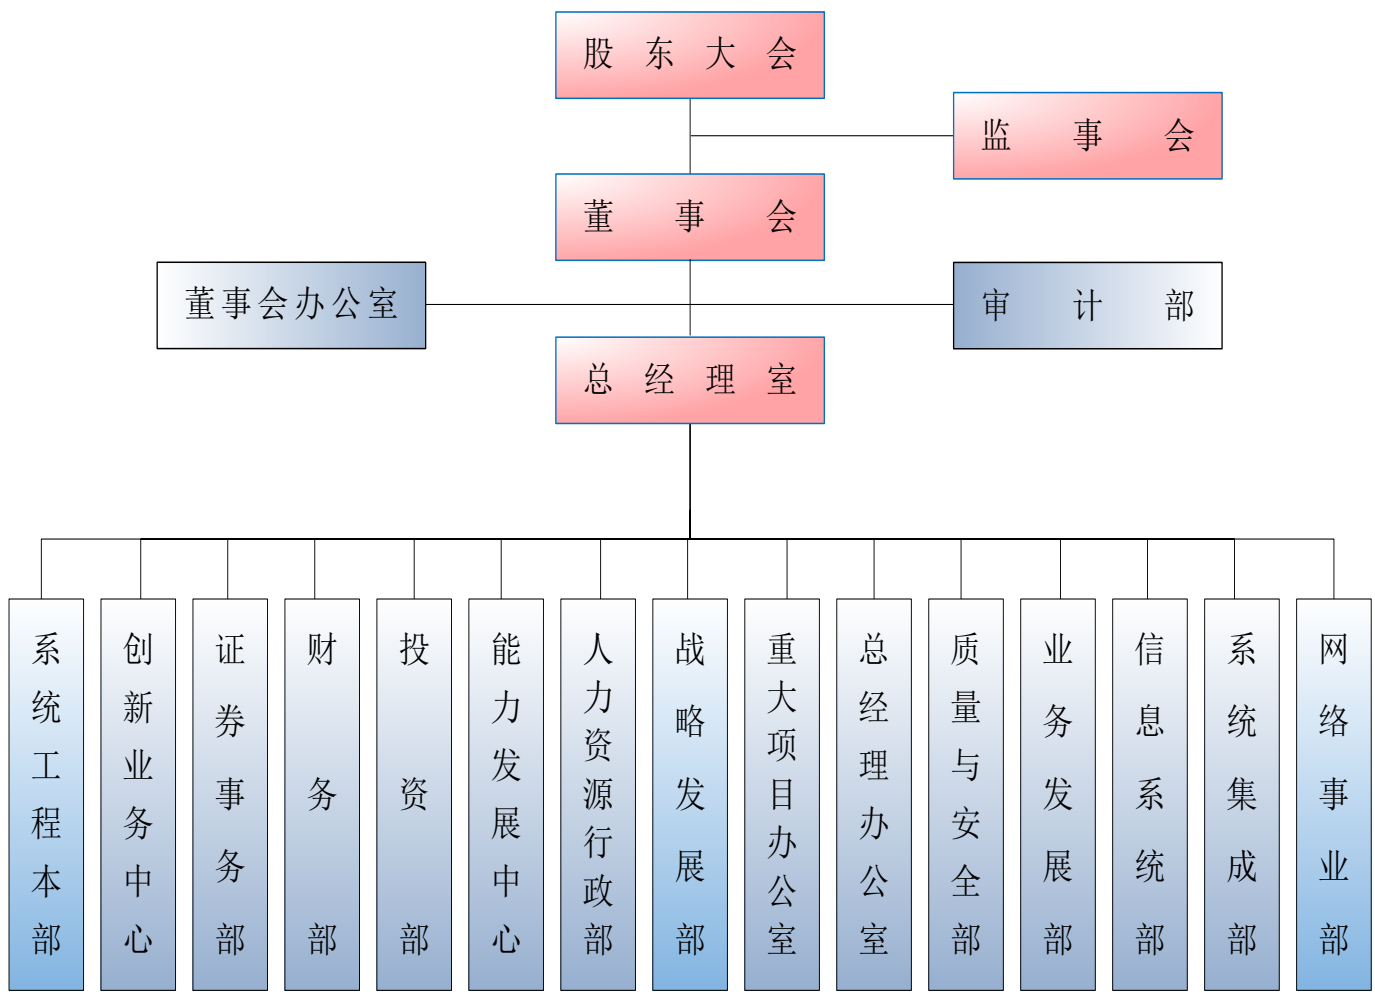 股东大会
监事会
董事会
董事会办公室
审计部
总经理室
系统工程本部
创新业务中心
证券事务部
财务部
投资部
能力发展中心
人力资源行政部
战略发展部
重大项目办公室
总经理办公室
质量与安全部
业务发展部
信息系统部
系统集成部
网络事业部